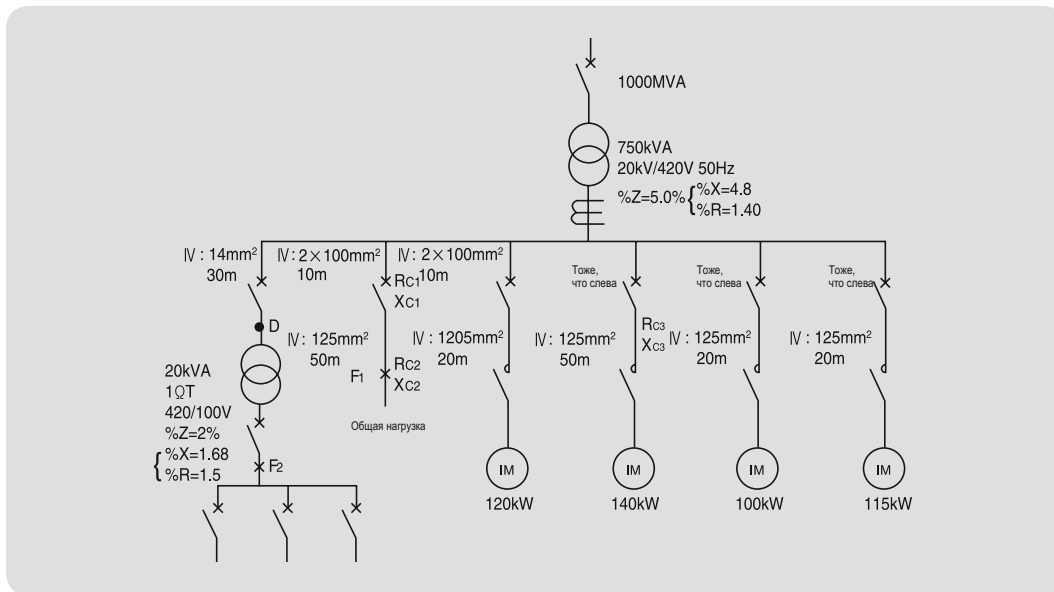 1000MVA
750kVA
20kV/420V 50Hz
%Z=5.0% { %X=4.8
%R=1.40
IV : 14mm²
30m
IV : 2×100mm²
10m
IV : 2×100mm²
10m
RC1
XC1
Тоже,
что слева
Тоже,
что слева
Тоже,
что слева
D
IV : 125mm²
50m
IV : 1205mm²
20m
IV : 125mm²
50m
RC3
XC3
IV : 125mm²
20m
IV : 125mm²
20m
20kVA
1ΩT
420/100V
%Z=2%
{ %X=1.68
%R=1.5
F1
RC2
XC2
Общая нагрузка
F2
IM
IM
IM
IM
120kW
140kW
100kW
115kW